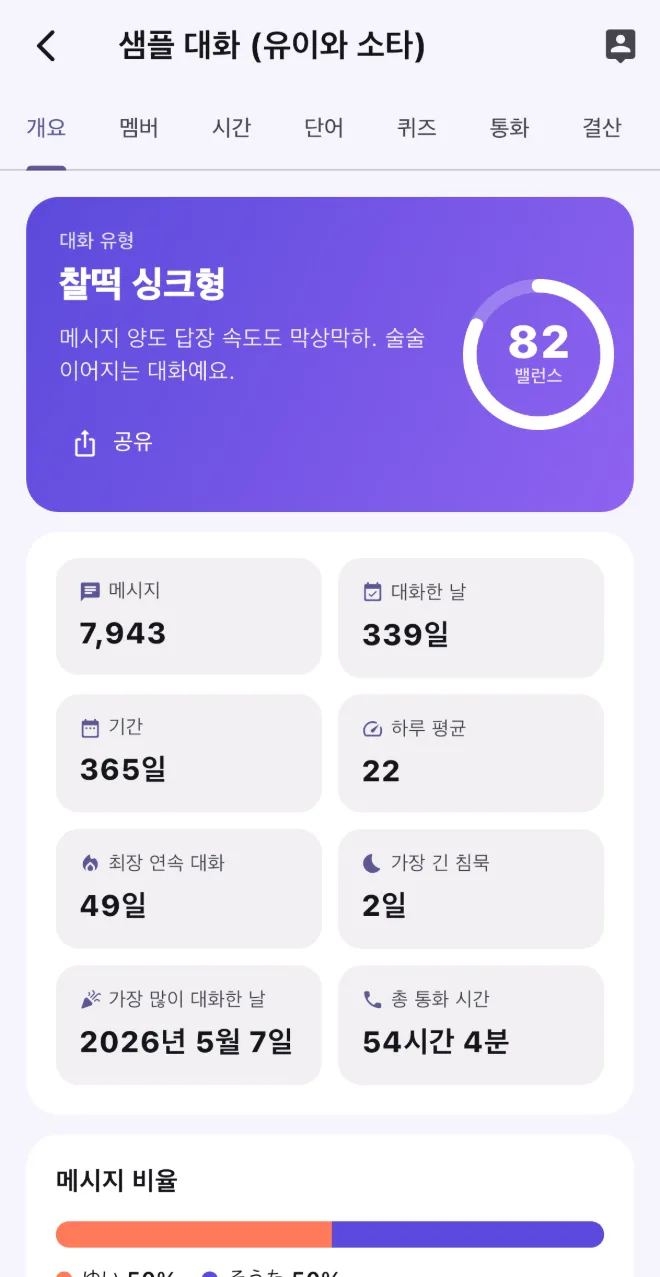 샘플 대화 (유이와 소타)
개요 멤버 시간 단어 퀴즈 통화 결산
대화 유형
찰떡 싱크형
메시지 양도 답장 속도도 막상막하. 술술
이어지는 대화예요.
82
밸런스
공유
메시지
7,943
대화한 날
339일
기간
365일
하루 평균
22
최장 연속 대화
49일
가장 긴 침묵
2일
가장 많이 대화한 날
2026년 5월 7일
총 통화 시간
54시간 4분
메시지 비율
ゆい 50% そうた 50%